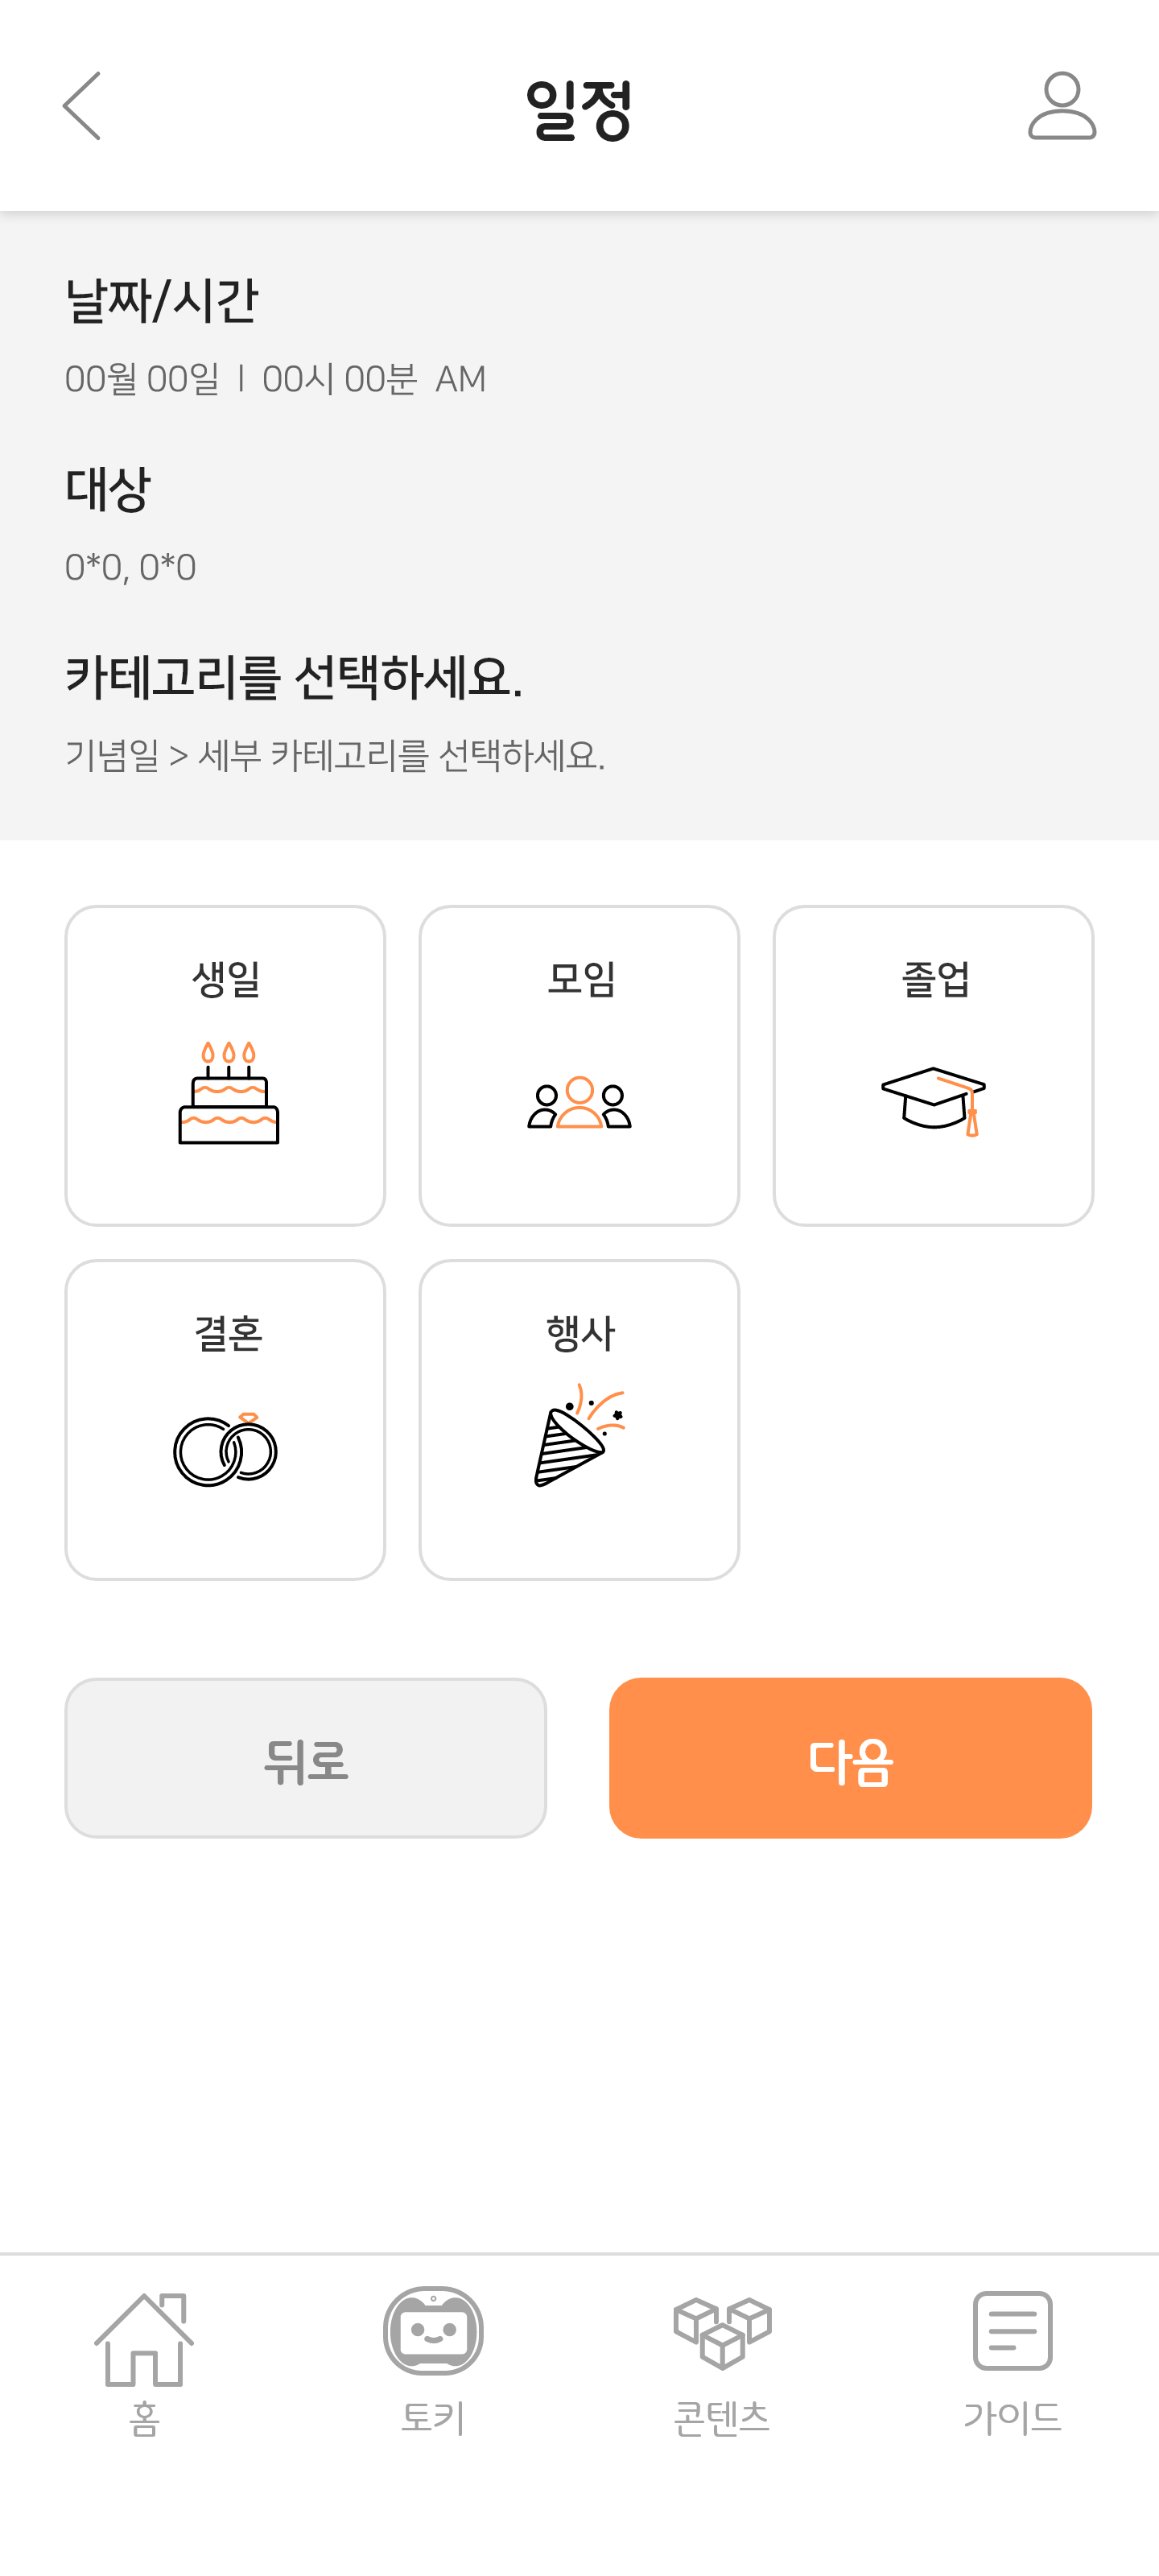 일정
날짜/시간
00월 00일 | 00시 00분 AM
대상
0*0, 0*0
카테고리를 선택하세요.
기념일 > 세부 카테고리를 선택하세요.
생일
모임
졸업
결혼
행사
뒤로
다음
홈
토키
콘텐츠
가이드